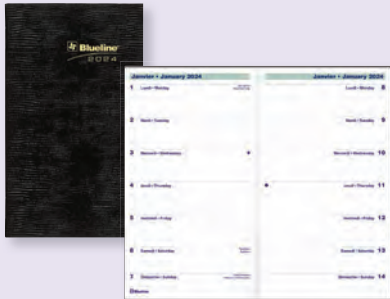 Blueline
2024
Janvier • January 2024
1 Lundi • Monday
2 Mardi • Tuesday
3 Mercredi • Wednesday
4 Jeudi • Thursday
5 Vendredi • Friday
6 Samedi • Saturday
7 Dimanche • Sunday
Blueline
Janvier • January 2024
Lundi • Monday 8
Mardi • Tuesday 9
Mercredi • Wednesday 10
Jeudi • Thursday 11
Vendredi • Friday 12
Samedi • Saturday 13
Dimanche • Sunday 14